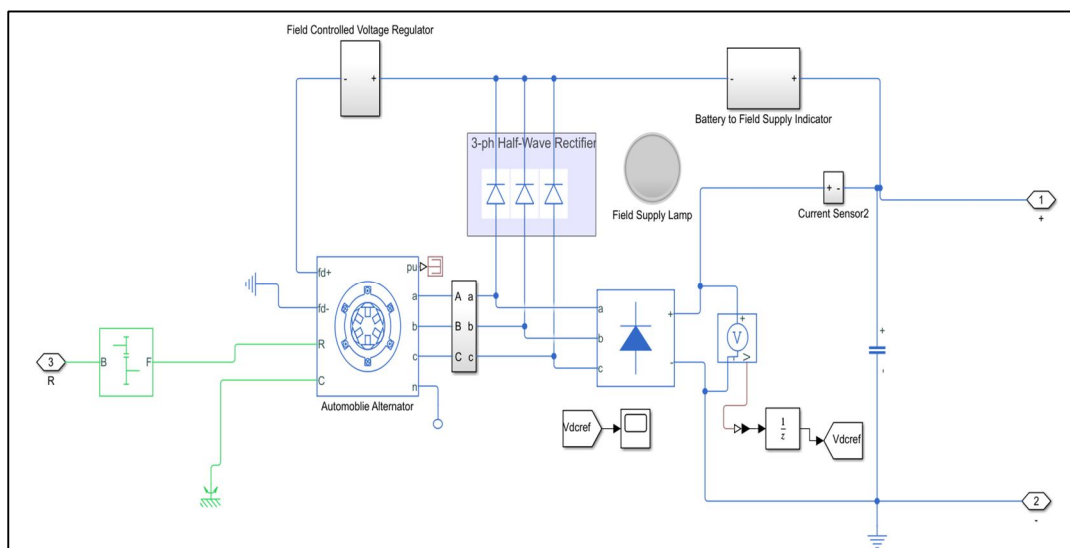 Field Controlled Voltage Regulator
- +
- +
Battery to Field Supply Indicator
3-ph Half-Wave Rectifier
Field Supply Lamp
+ -
Current Sensor2
1
+
fd+
pu
fd-
a
A a
b
B b
R
c
C c
C
n
Automoblie Alternator
a
b
c
+
-
+
V
V
+
-
3
R
B F
Vdcref
1
z
Vdcref
2
-